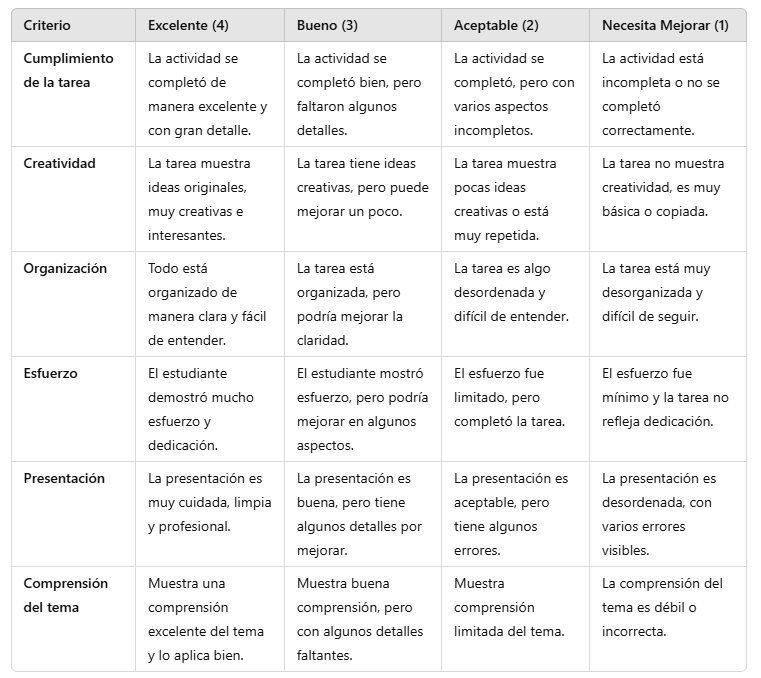 Criterio
Excelente (4)
Bueno (3)
Aceptable (2)
Necesita Mejorar (1)
Cumplimiento
de la tarea
La actividad se
completó de
manera excelente y
con gran detalle.
La actividad se
completó bien, pero
faltaron algunos
detalles.
La actividad se
completó, pero con
varios aspectos
incompletos.
La actividad está
incompleta o no se
completó
correctamente.
Creatividad
La tarea muestra
ideas originales,
muy creativas e
interesantes.
La tarea tiene ideas
creativas, pero puede
mejorar un poco.
La tarea muestra
pocas ideas
creativas o está
muy repetida.
La tarea no muestra
creatividad, es muy
básica o copiada.
Organización
Todo está
organizado de
manera clara y fácil
de entender.
La tarea está
organizada, pero
podría mejorar la
claridad.
La tarea es algo
desordenada y
difícil de entender.
La tarea está muy
desorganizada y
difícil de seguir.
Esfuerzo
El estudiante
demostró mucho
esfuerzo y
dedicación.
El estudiante mostró
esfuerzo, pero podría
mejorar en algunos
aspectos.
El esfuerzo fue
limitado, pero
completó la tarea.
El esfuerzo fue
mínimo y la tarea no
refleja dedicación.
Presentación
La presentación es
muy cuidada, limpia
y profesional.
La presentación es
buena, pero tiene
algunos detalles por
mejorar.
La presentación es
aceptable, pero
tiene algunos
errores.
La presentación es
desordenada, con
varios errores
visibles.
Comprensión
del tema
Muestra una
comprensión
excelente del tema
y lo aplica bien.
Muestra buena
comprensión, pero
con algunos detalles
faltantes.
Muestra
comprensión
limitada del tema.
La comprensión del
tema es débil o
incorrecta.